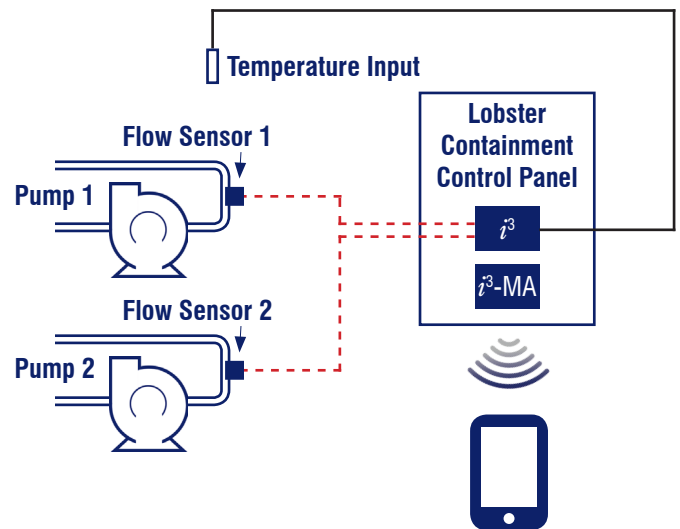 Temperature Input
Flow Sensor 1
Pump 1
Flow Sensor 2
Pump 2
Lobster
Containment
Control Panel
i³
i³-MA